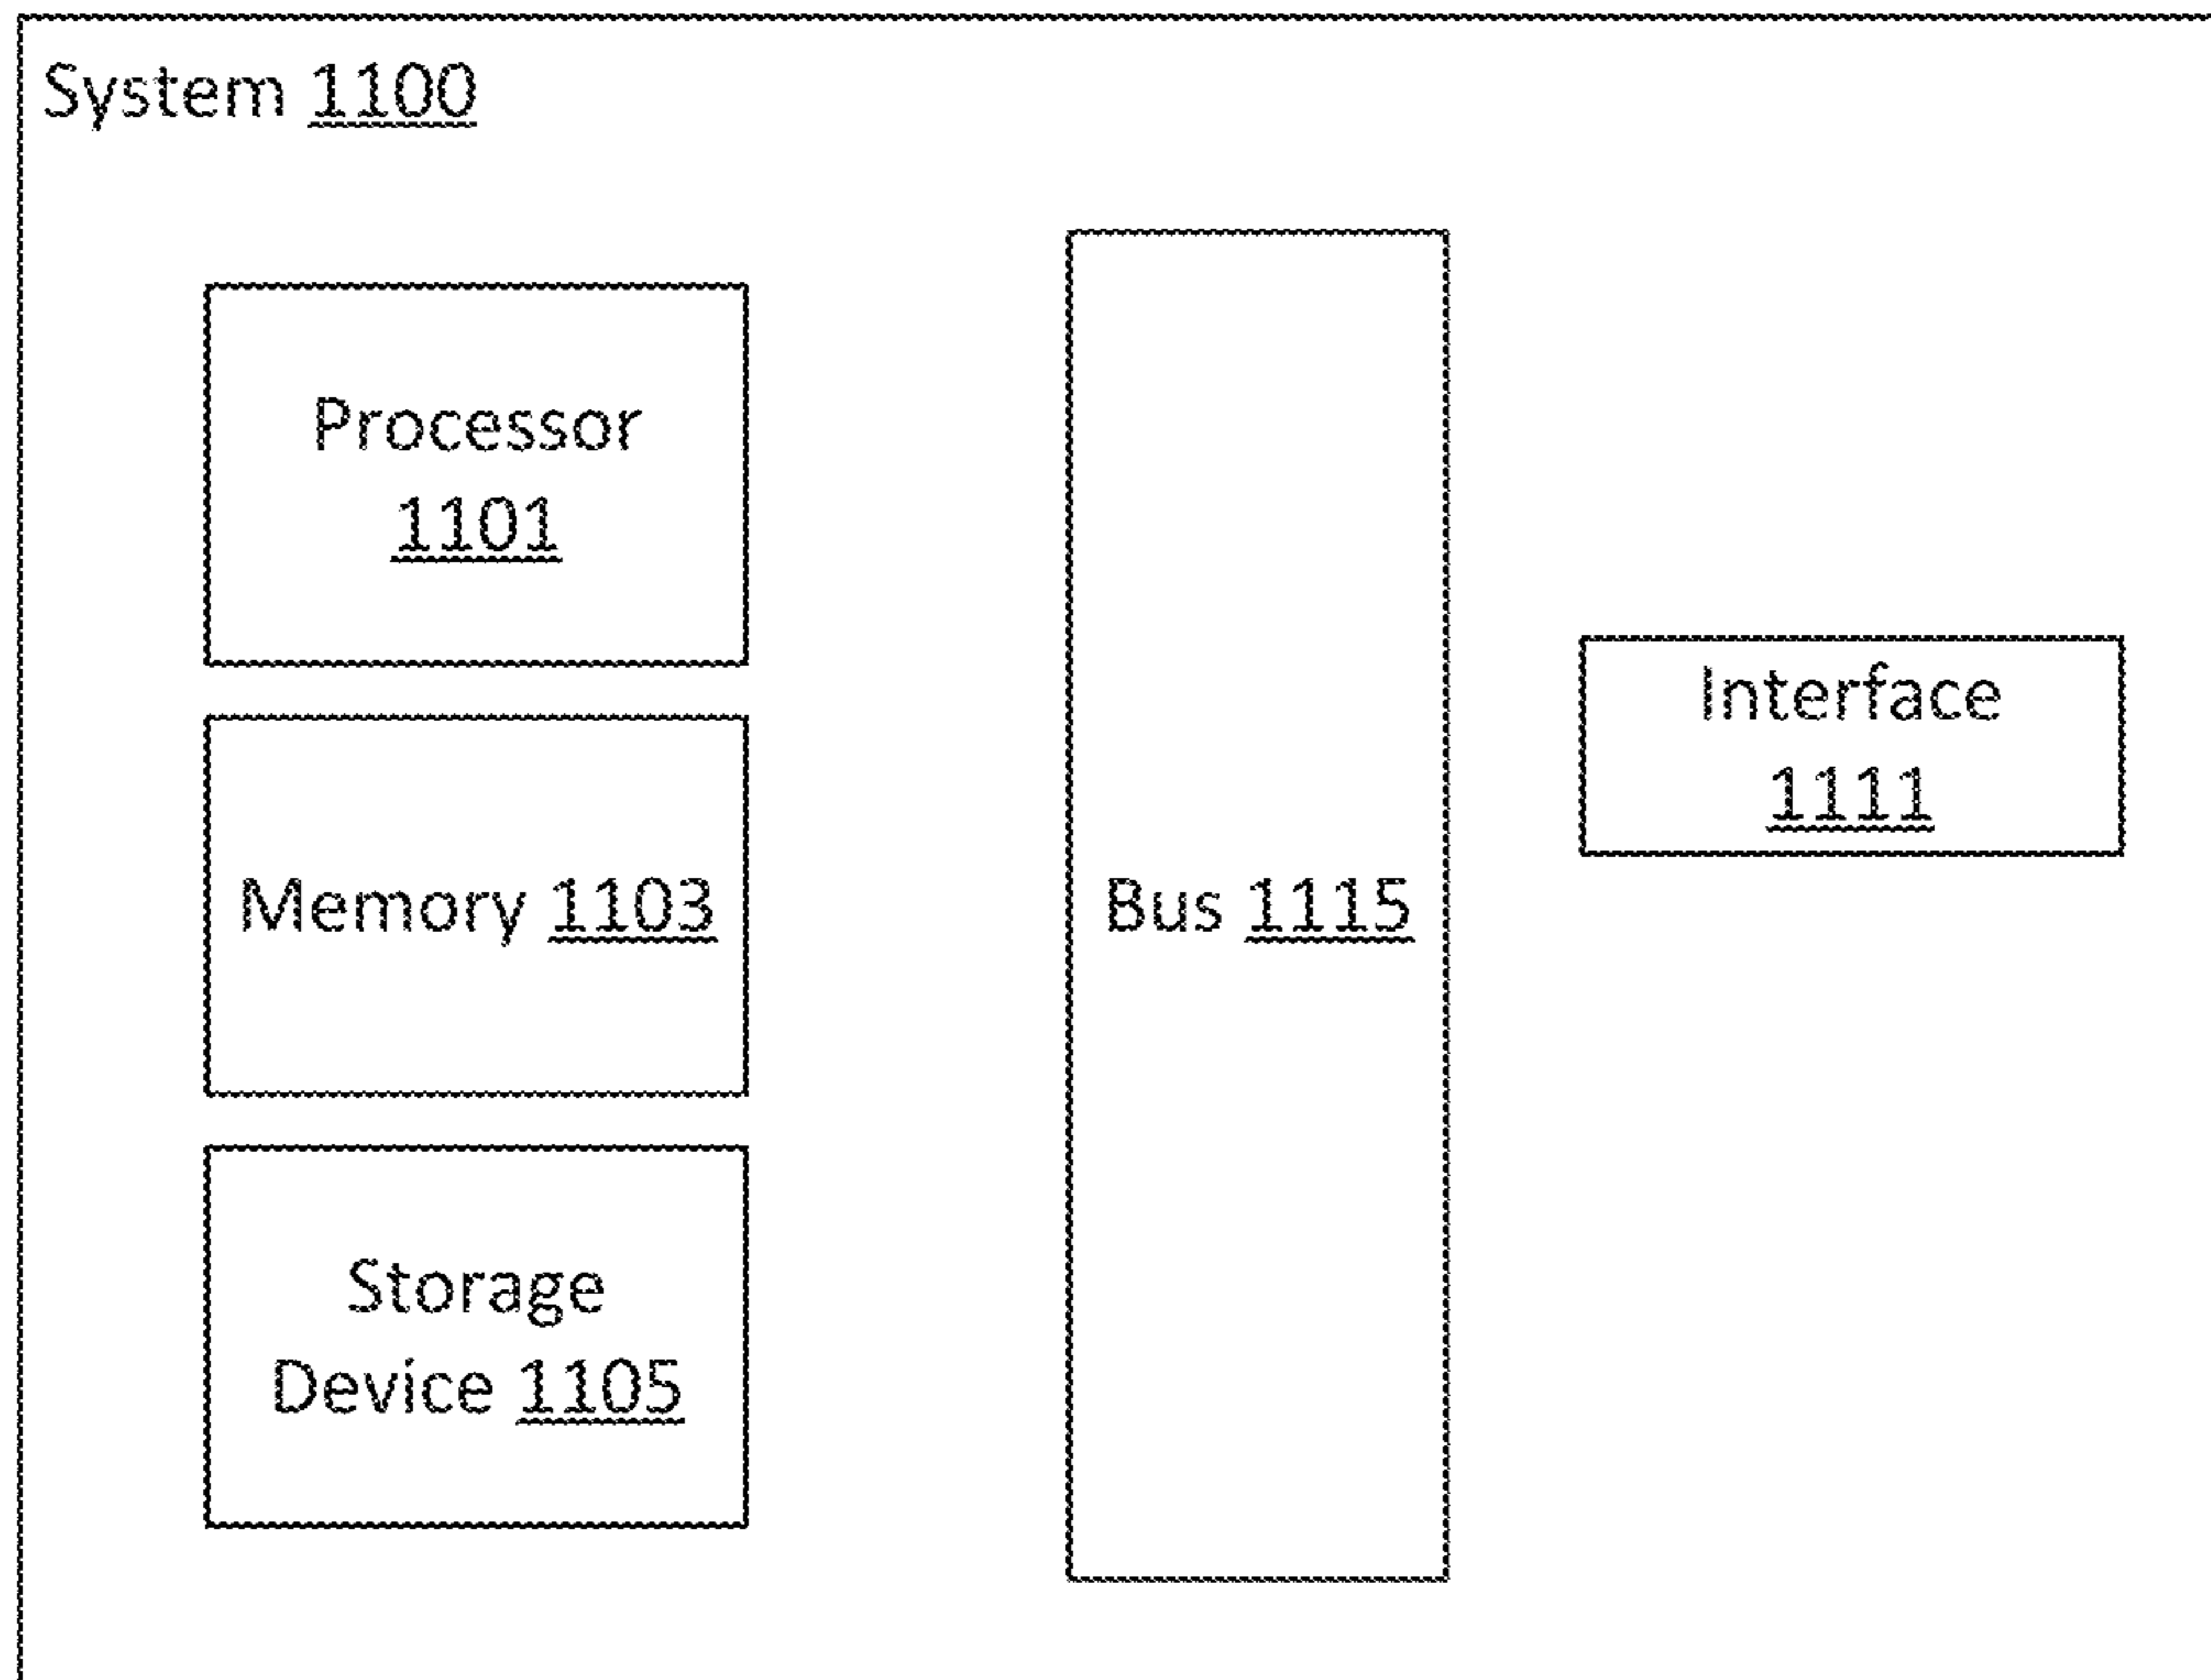 System 1100
Processor
1101
Memory 1103
Storage
Device 1105
Bus 1115
Interface
1111